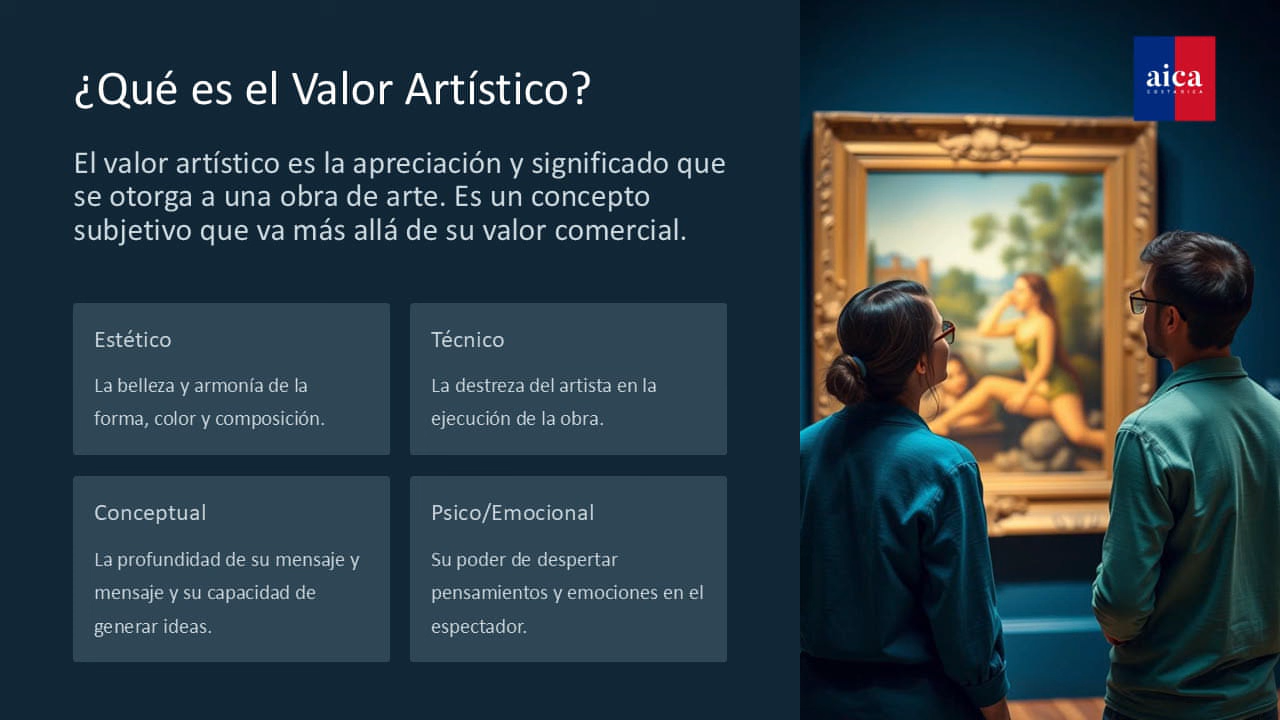 ¿Qué es el Valor Artístico?
El valor artístico es la apreciación y significado que
se otorga a una obra de arte. Es un concepto
subjetivo que va más allá de su valor comercial.
Estético
La belleza y armonía de la
forma, color y composición.
Técnico
La destreza del artista en la
ejecución de la obra.
Conceptual
La profundidad de su mensaje y
mensaje y su capacidad de
generar ideas.
Psico/Emocional
Su poder de despertar
pensamientos y emociones en el
espectador.
aica
COSTA RICA